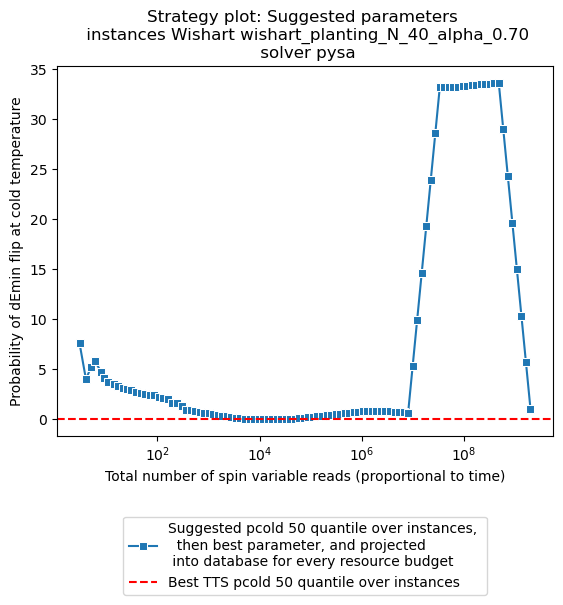 Strategy plot: Suggested parameters
instances Wishart wishart_planting_N_40_alpha_0.70
solver pysa
Probability of dEmin flip at cold temperature
35
30
25
20
15
10
5
0
10^2
10^4
10^6
10^8
Total number of spin variable reads (proportional to time)
Suggested pcold 50 quantile over instances,
then best parameter, and projected
into database for every resource budget
Best TTS pcold 50 quantile over instances